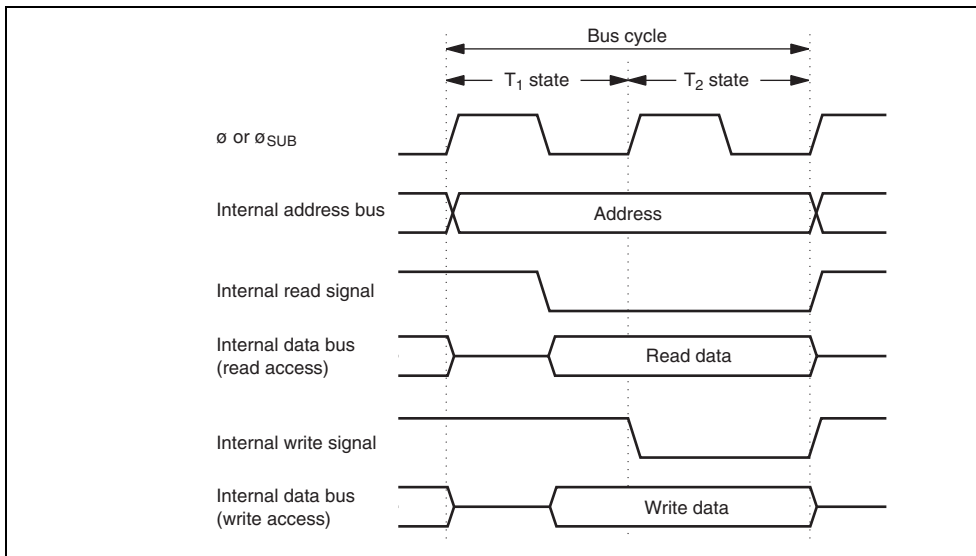 Bus cycle
T1 state
T2 state
ø or øSUB
Internal address bus
Address
Internal read signal
Internal data bus
(read access)
Read data
Internal write signal
Internal data bus
(write access)
Write data